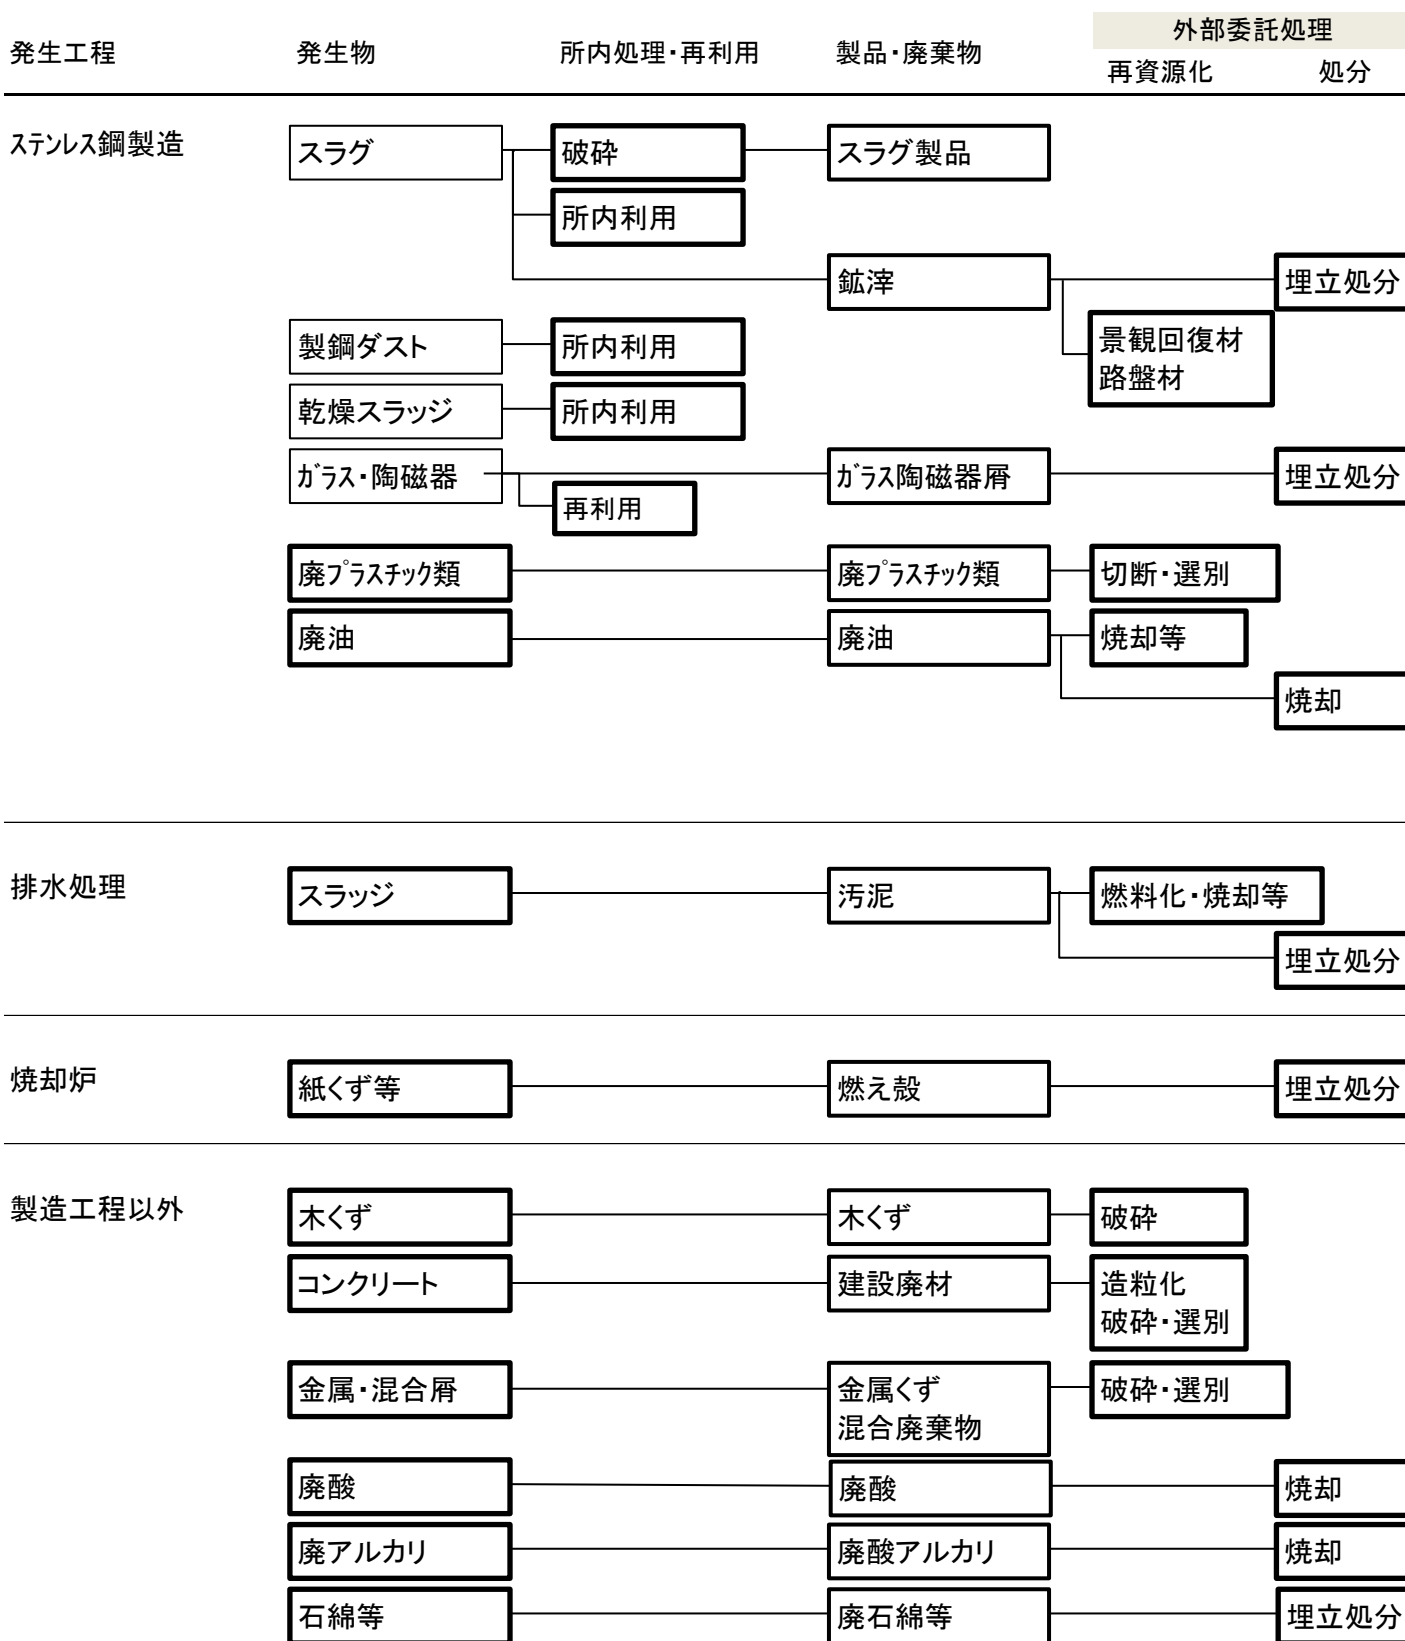 外部委託処理
発生工程 発生物 所内処理・再利用 製品・廃棄物 再資源化 処分
ステンレス鋼製造 スラグ 破砕 スラグ製品
所内利用
鉱滓 埋立処分
製鋼ダスト 所内利用 景観回復材
路盤材
乾燥スラッジ 所内利用
ガラス・陶磁器 ガラス陶磁器屑 埋立処分
再利用
廃プラスチック類 廃プラスチック類 切断・選別
廃油 廃油 焼却等
焼却
排水処理 スラッジ 汚泥 燃料化・焼却等
埋立処分
焼却炉 紙くず等 燃え殻 埋立処分
製造工程以外 木くず 木くず 破砕
コンクリート 建設廃材 造粒化
破砕・選別
金属・混合屑 金属くず 破砕・選別
混合廃棄物
廃酸 廃酸 焼却
廃アルカリ 廃酸アルカリ 焼却
石綿等 廃石綿等 埋立処分